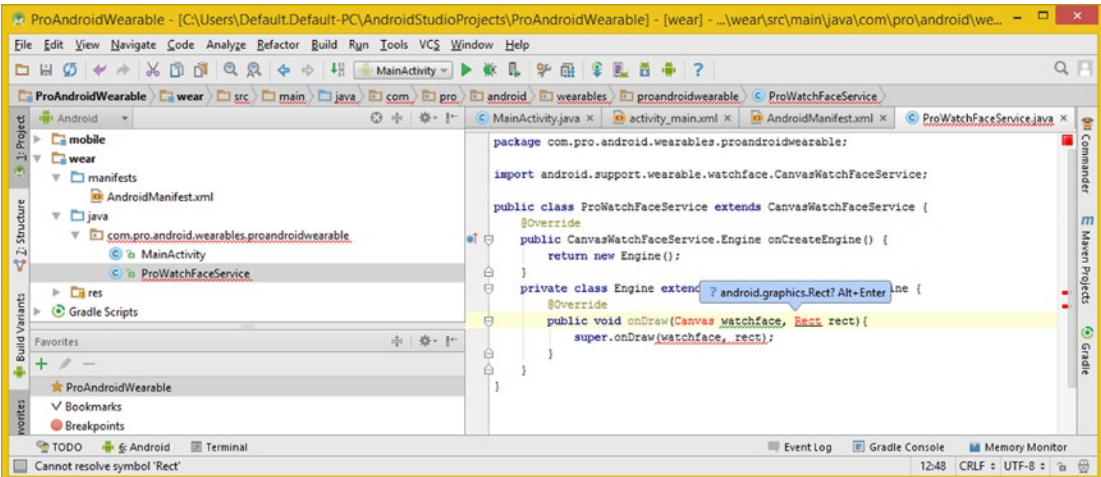 ProAndroidWearable - [C:\Users\Default.Default-PC\AndroidStudioProjects\ProAndroidWearable] - [wear] - ...\wear\src\main\java\com\pro\android\we...
File Edit View Navigate Code Analyze Refactor Build Run Tools VCS Window Help
MainActivity
ProAndroidWearable wear src main java com pro android wearables proandroidwearable ProWatchFaceService
Android
MainActivity.java × activity_main.xml × AndroidManifest.xml × ProWatchFaceService.java ×
1: Project
Z: Structure
Build Variants
mobile
wear
manifests
AndroidManifest.xml
java
com.pro.android.wearables.proandroidwearable
MainActivity
ProWatchFaceService
res
Gradle Scripts
Favorites
ProAndroidWearable
Bookmarks
Breakpoints
package com.pro.android.wearables.proandroidwearable;
import android.support.wearable.watchface.CanvasWatchFaceService;
public class ProWatchFaceService extends CanvasWatchFaceService {
@Override
public CanvasWatchFaceService.Engine onCreateEngine() {
return new Engine();
}
private class Engine exten
? android.graphics.Rect? Alt+Enter
ine {
@Override
public void onDraw(Canvas watchface, Rect rect){
super.onDraw(watchface, rect);
}
}
}
Commander
Maven Projects
Gradle
TODO 6: Android Terminal Event Log Gradle Console Memory Monitor
Cannot resolve symbol 'Rect' 12:48 CRLF UTF-8